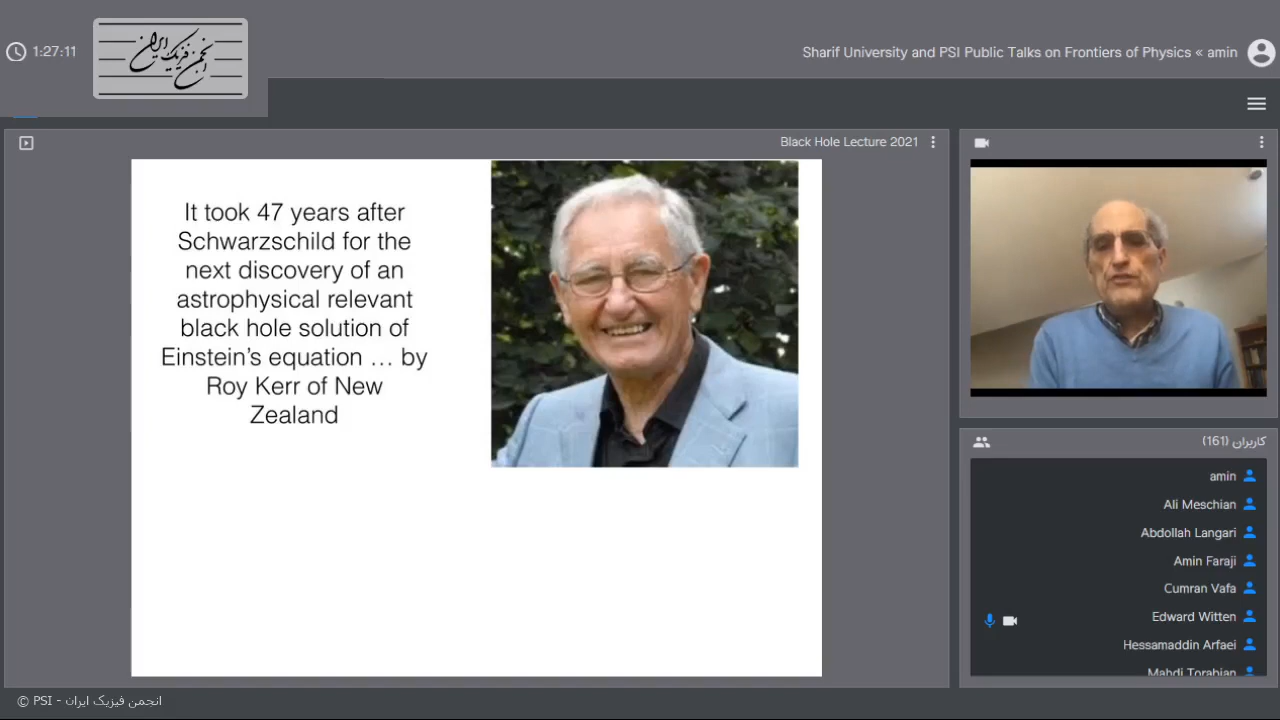 1:27:11
انجمن فیزیک ایران
Sharif University and PSI Public Talks on Frontiers of Physics « amin
Black Hole Lecture 2021
It took 47 years after
Schwarzschild for the
next discovery of an
astrophysical relevant
black hole solution of
Einstein's equation … by
Roy Kerr of New
Zealand
کاربران (161)
amin
Ali Meschian
Abdollah Langari
Amin Faraji
Cumran Vafa
Edward Witten
Hessamaddin Arfaei
Mahdi Torabian
© PSI - انجمن فیزیک ایران